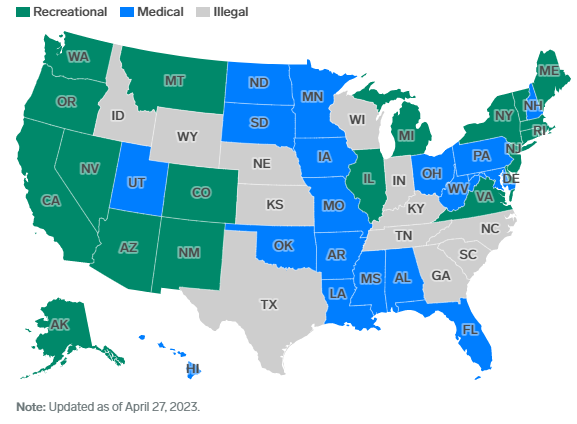 Recreational Medical Illegal
WA
ME
MT
ND
MN
OR
NH
ID
WI
NY
SD
RI
WY
MI
NJ
IA
PA
NE
OH
DE
NV
IL
IN
UT
WV
CO
VA
CA
KS
MO
KY
NC
TN
AZ
NM
OK
AR
SC
MS
AL
GA
LA
TX
AK
FL
HI
Note: Updated as of April 27, 2023.